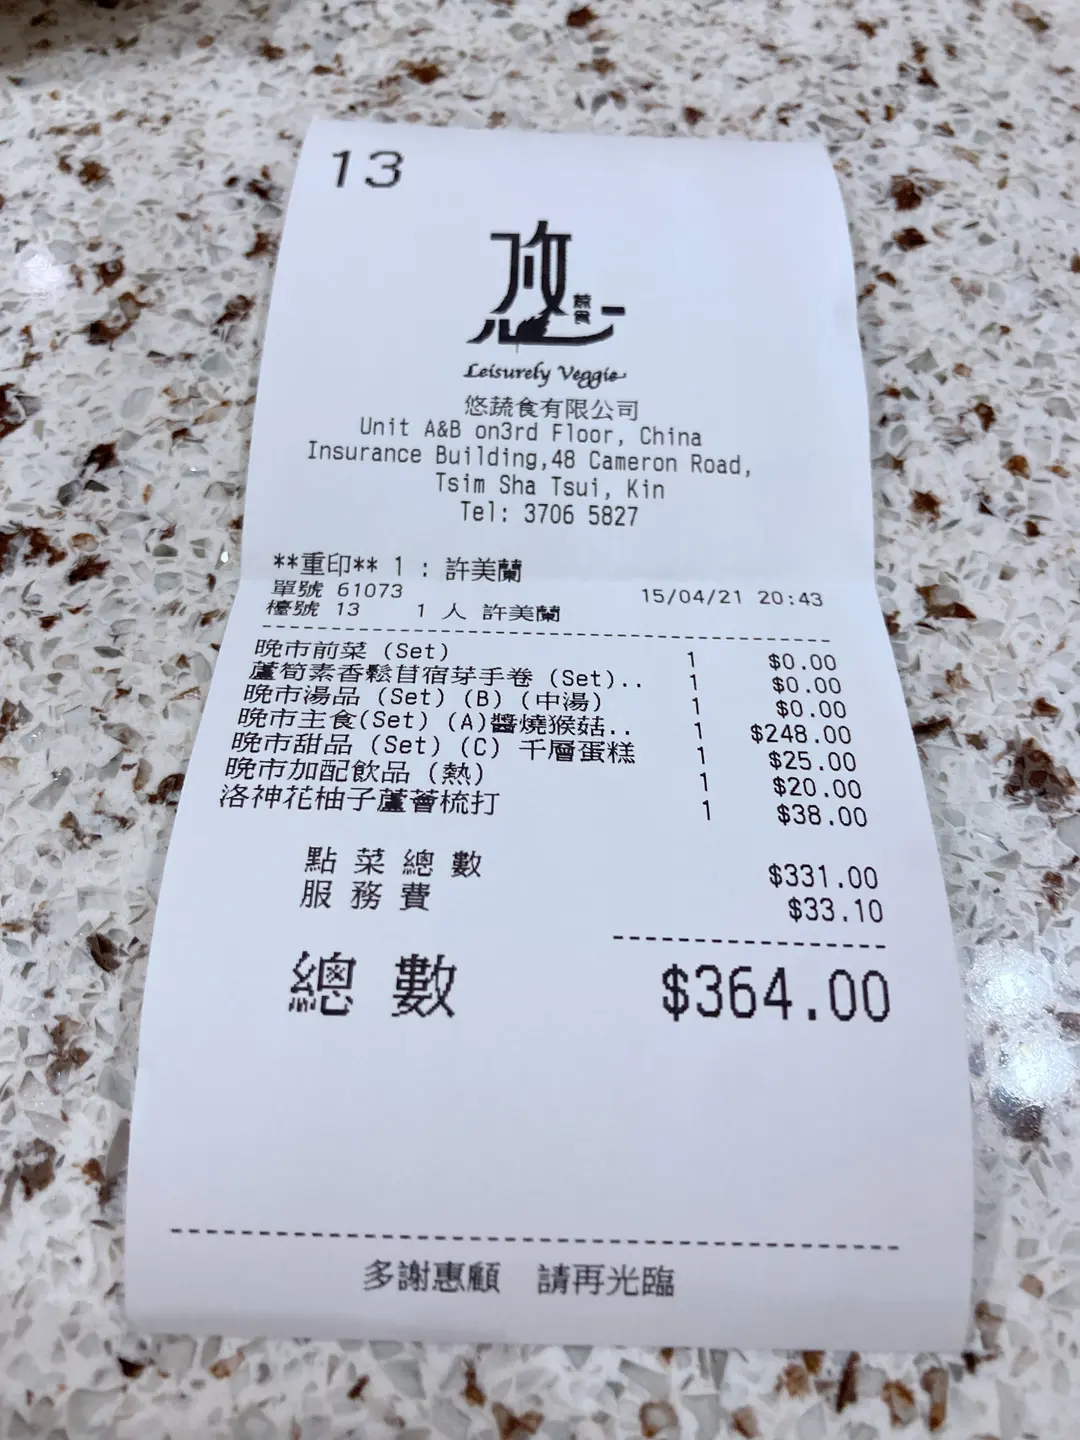 13
悠
蔬食
Leisurely Veggie
悠蔬食有限公司
Unit A&B on3rd Floor, China
Insurance Building,48 Cameron Road,
Tsim Sha Tsui, Kin
Tel: 3706 5827
**重印** 1 : 許美蘭
單號 61073 15/04/21 20:43
檯號 13 1 人 許美蘭
晚市前菜 (Set) 1 $0.00
蘆筍素香鬆苜宿芽手卷 (Set).. 1 $0.00
晚市湯品 (Set) (B) (中湯) 1 $0.00
晚市主食(Set) (A)醬燒猴菇.. 1 $248.00
晚市甜品 (Set) (C) 千層蛋糕 1 $25.00
晚市加配飲品 (熱) 1 $20.00
洛神花柚子蘆薈梳打 1 $38.00
點菜總數 $331.00
服務費 $33.10
總數 $364.00
多謝惠顧 請再光臨